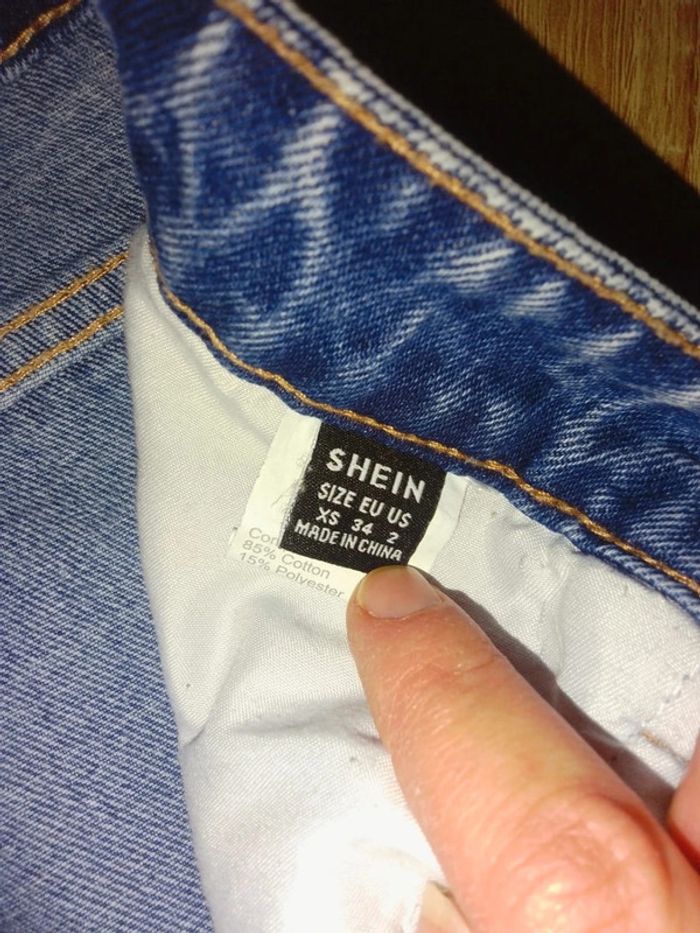 SHEIN
SIZE EU US
XS 34 2
MADE IN CHINA
85% Cotton
15% Polyester